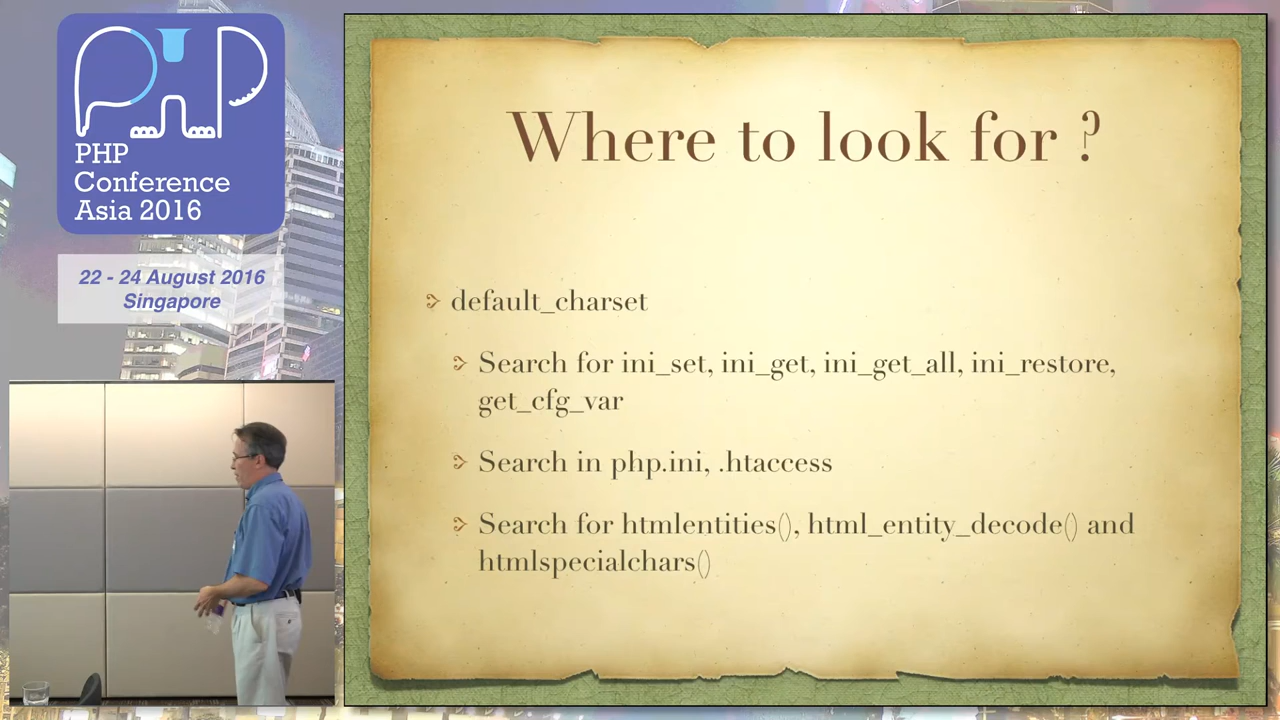 PHP
Conference
Asia 2016
22 - 24 August 2016
Singapore
Where to look for ?
default_charset
Search for ini_set, ini_get, ini_get_all, ini_restore,
get_cfg_var
Search in php.ini, .htaccess
Search for htmlentities(), html_entity_decode() and
htmlspecialchars()